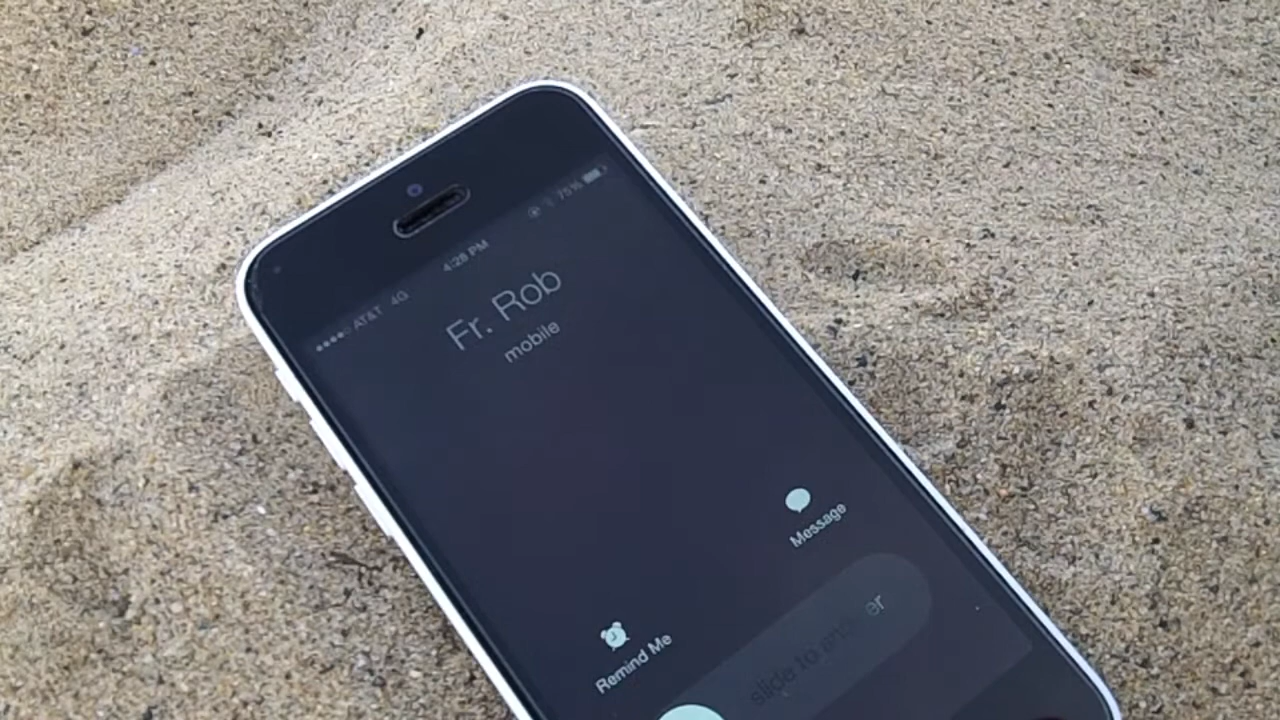 AT&T 4G 4:28 PM 75%
Fr. Rob
mobile
Message
Remind Me
slide to answer